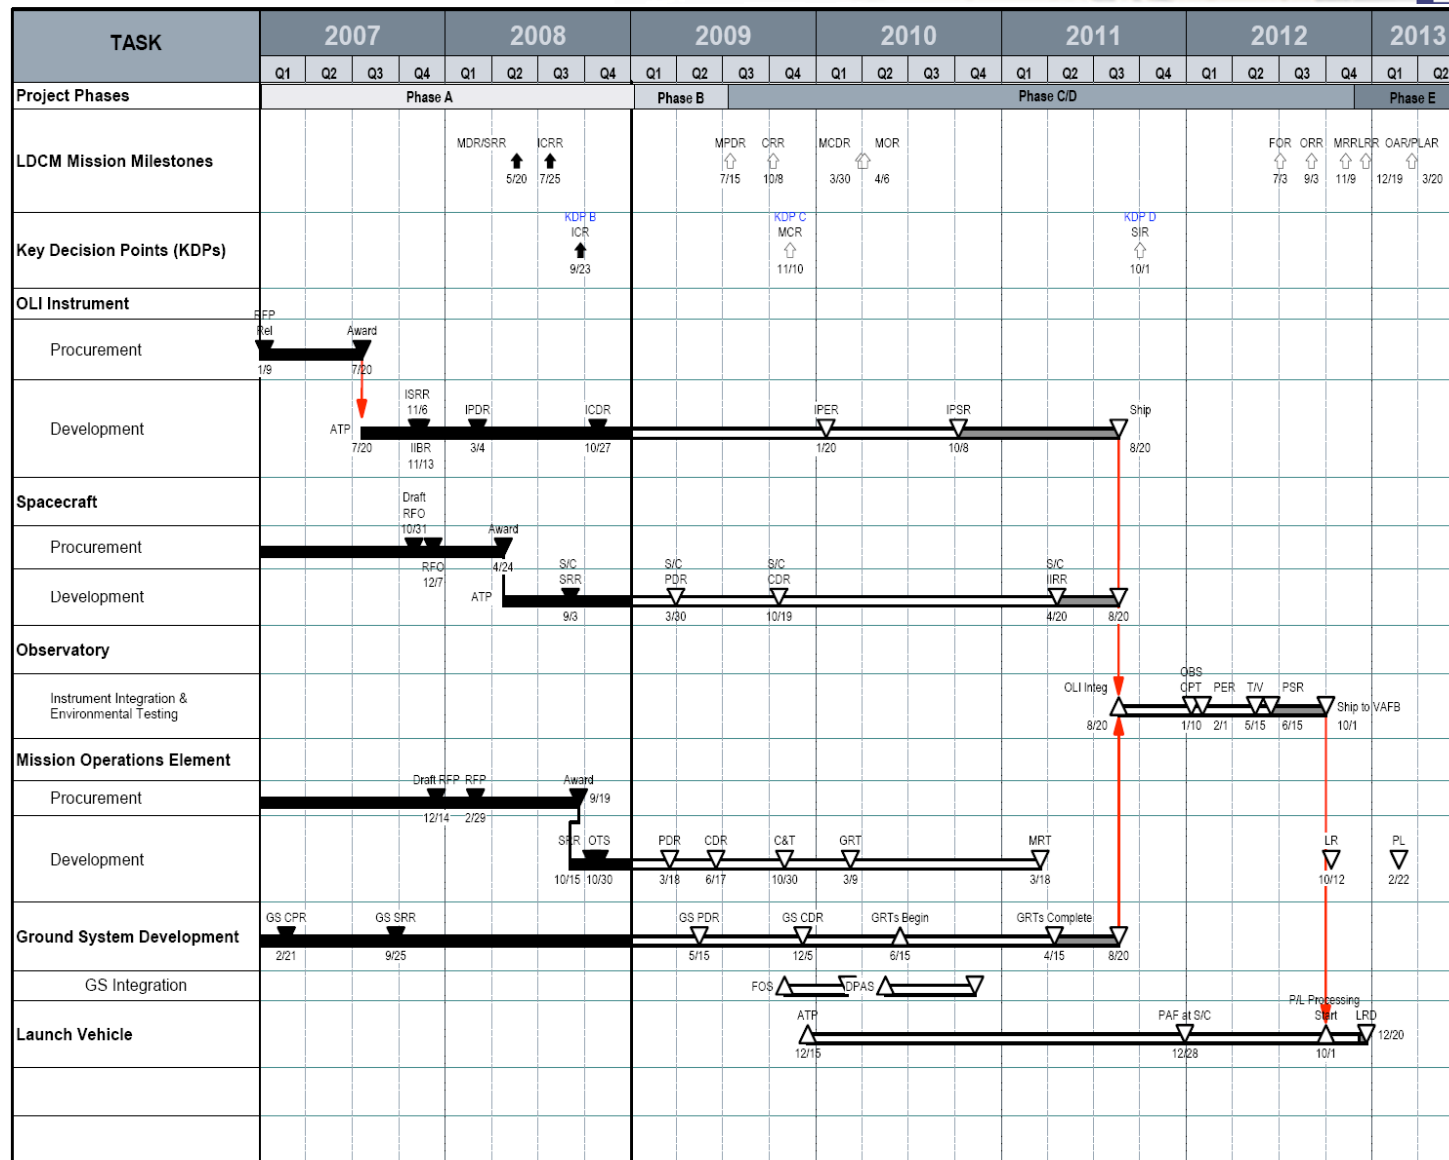 TASK 2007 2008 2009 2010 2011 2012 2013
Q1 Q2 Q3 Q4 Q1 Q2 Q3 Q4 Q1 Q2 Q3 Q4 Q1 Q2 Q3 Q4 Q1 Q2 Q3 Q4 Q1 Q2 Q3 Q4 Q1 Q2
Project Phases Phase A Phase B Phase C/D Phase E
MDR/SRR ICRR MPDR CRR MCDR MOR FOR ORR MRR LRR OAR/PLAR
LDCM Mission Milestones
5/20 7/25 7/15 10/8 3/30 4/6 7/3 9/3 11/9 12/19 3/20
KDP B KDP C KDP D
ICR MCR SIR
Key Decision Points (KDPs)
9/23 11/10 10/1
OLI Instrument
RFP
Rel Award
Procurement
1/9 7/20
ISRR
11/6 IPDR ICDR IPER IPSR Ship
Development ATP
7/20 IIBR 3/4 10/27 1/20 10/8 8/20
11/13
Spacecraft Draft
RFO
10/31 Award
Procurement
RFO 4/24
12/7
S/C S/C S/C S/C
SRR PDR CDR IIRR
Development ATP
9/3 3/30 10/19 4/20 8/20
Observatory
OBS
OLI Integ CPT PER T/V PSR
Instrument Integration &
Environmental Testing
Ship to VAFB
8/20 1/10 2/1 5/15 6/15 10/1
Mission Operations Element
Draft RFP RFP Award
Procurement 9/19
12/14 2/29
SRR OTS PDR CDR C&T GRT MRT LR PL
Development
10/15 10/30 3/18 6/17 10/30 3/9 3/18 10/12 2/22
GS CPR GS SRR GS PDR GS CDR GRTs Begin GRTs Complete
Ground System Development
2/21 9/25 5/15 12/5 6/15 4/15 8/20
GS Integration FOS DPAS
P/L Processing
ATP PAF at S/C Start LRD
Launch Vehicle 12/20
12/15 12/28 10/1